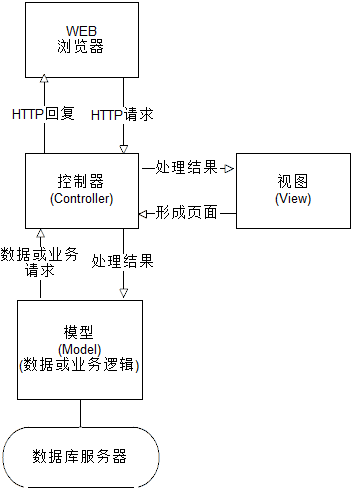 WEB
浏览器
HTTP回复
HTTP请求
控制器
(Controller)
处理结果
形成页面
视图
(View)
数据或业务
请求
处理结果
模型
(Model)
(数据或业务逻辑)
数据库服务器